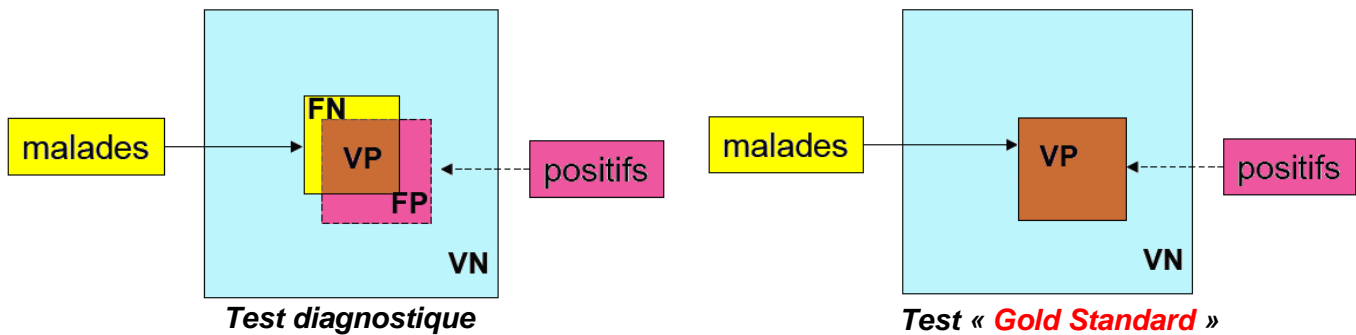 malades
FN
VP
FP
VN
positifs
Test diagnostique
malades
VP
VN
positifs
Test « Gold Standard »